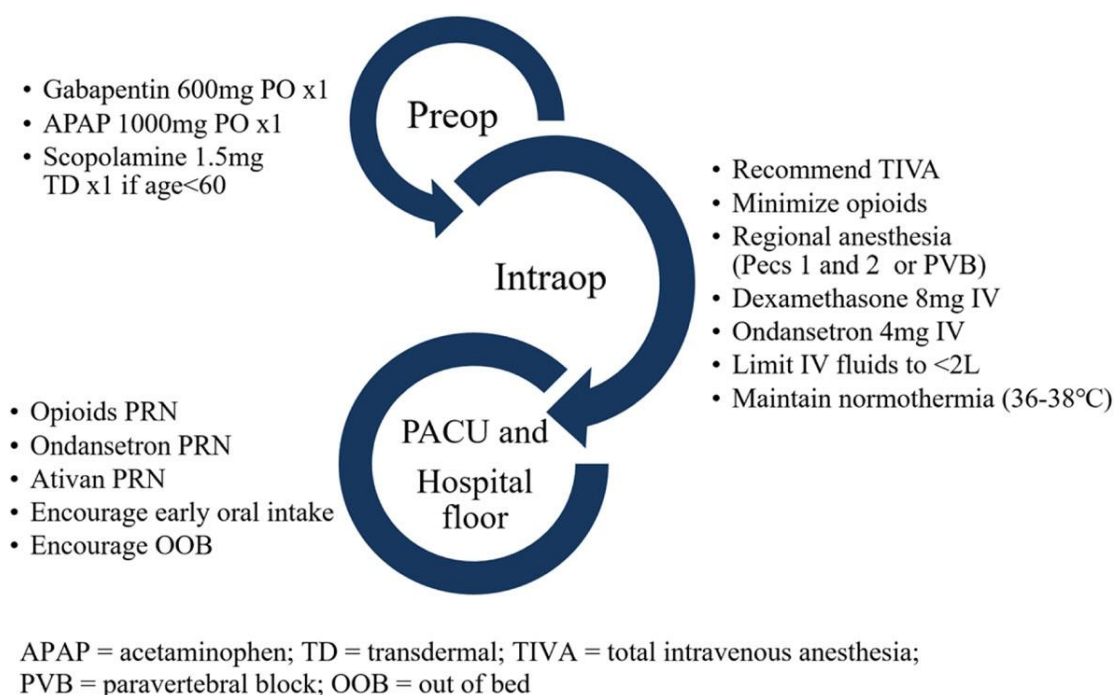 Preop
• Gabapentin 600mg PO x1
• APAP 1000mg PO x1
• Scopolamine 1.5mg
TD x1 if age<60
Intraop
• Recommend TIVA
• Minimize opioids
• Regional anesthesia
(Pecs 1 and 2 or PVB)
• Dexamethasone 8mg IV
• Ondansetron 4mg IV
• Limit IV fluids to <2L
• Maintain normothermia (36-38°C)
PACU and
Hospital
floor
• Opioids PRN
• Ondansetron PRN
• Ativan PRN
• Encourage early oral intake
• Encourage OOB
APAP = acetaminophen; TD = transdermal; TIVA = total intravenous anesthesia;
PVB = paravertebral block; OOB = out of bed